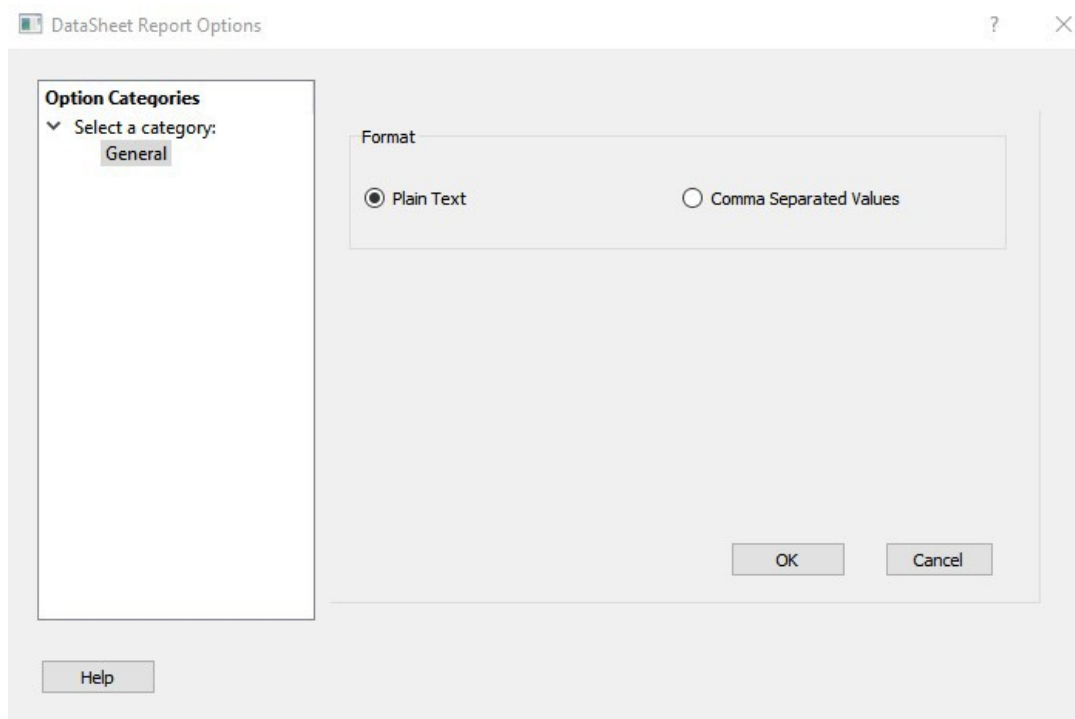 DataSheet Report Options
?
Option Categories
Select a category:
General
Format
Plain Text
Comma Separated Values
OK
Cancel
Help